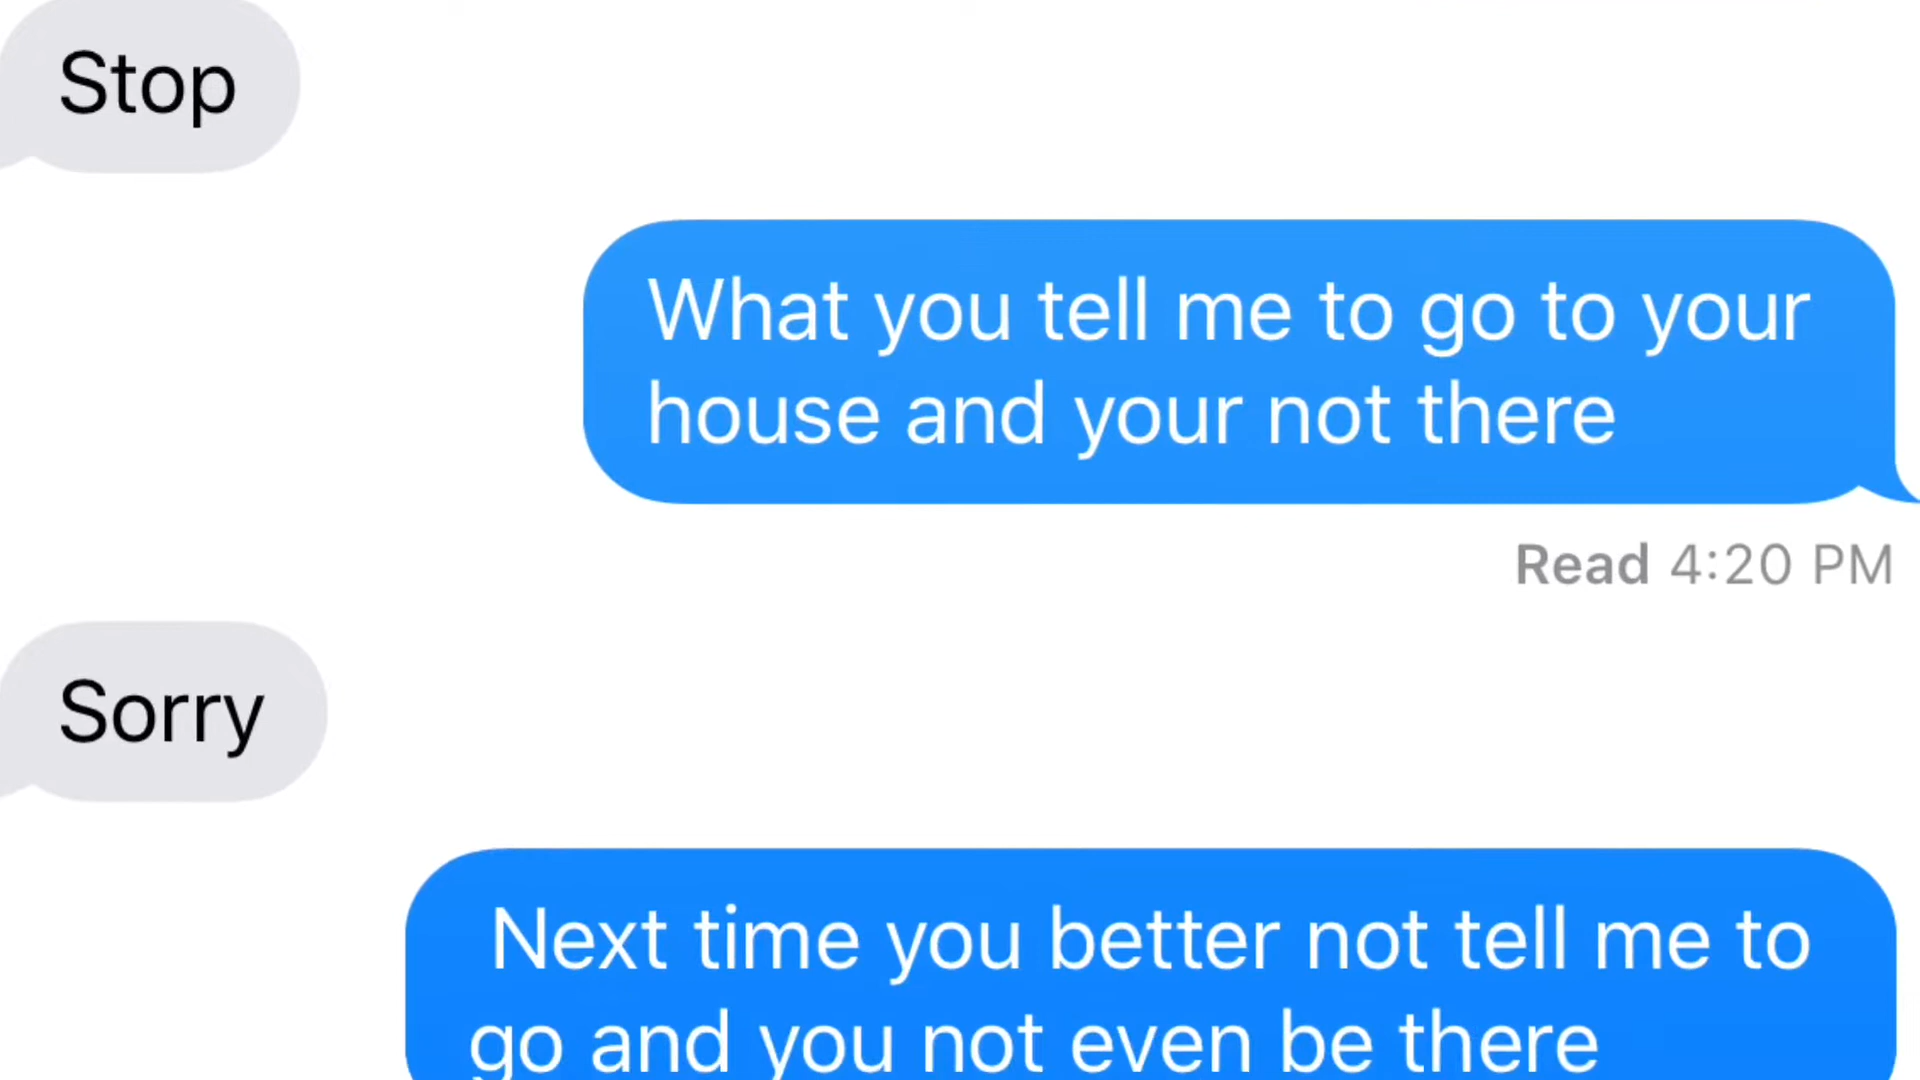 Stop
What you tell me to go to your
house and your not there
Read 4:20 PM
Sorry
Next time you better not tell me to
go and you not even be there